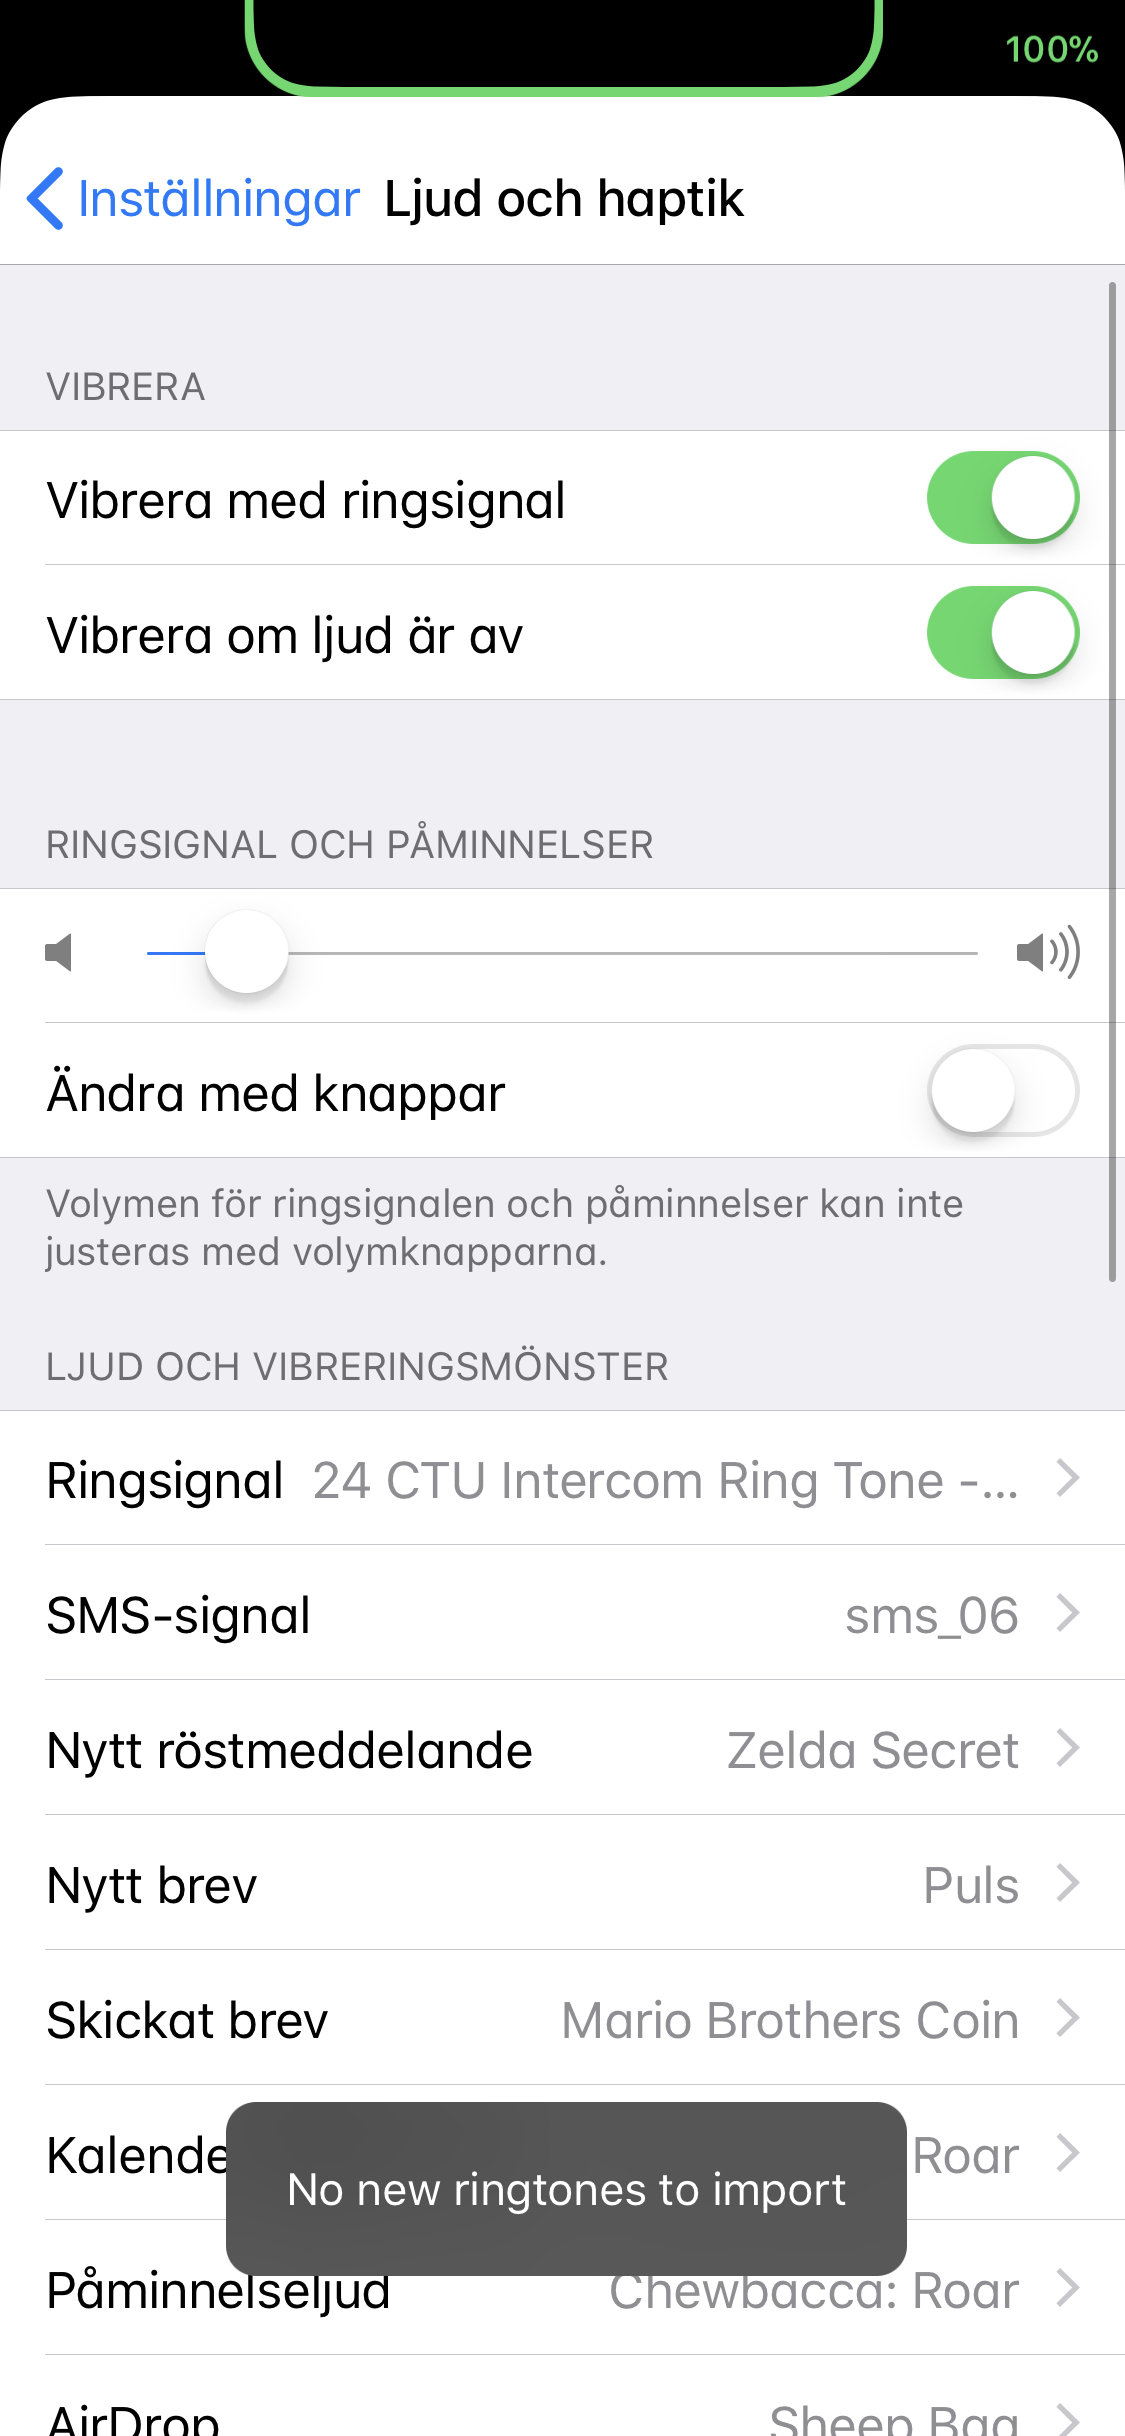 100%
Inställningar Ljud och haptik
VIBRERA
Vibrera med ringsignal
Vibrera om ljud är av
RINGSIGNAL OCH PÅMINNELSER
Ändra med knappar
Volymen för ringsignalen och påminnelser kan inte
justeras med volymknapparna.
LJUD OCH VIBRERINGSMÖNSTER
Ringsignal 24 CTU Intercom Ring Tone -...
SMS-signal sms_06
Nytt röstmeddelande Zelda Secret
Nytt brev Puls
Skickat brev Mario Brothers Coin
Roar
No new ringtones to import
Påminnelseljud Chewbacca: Roar
AirDrop Sheep